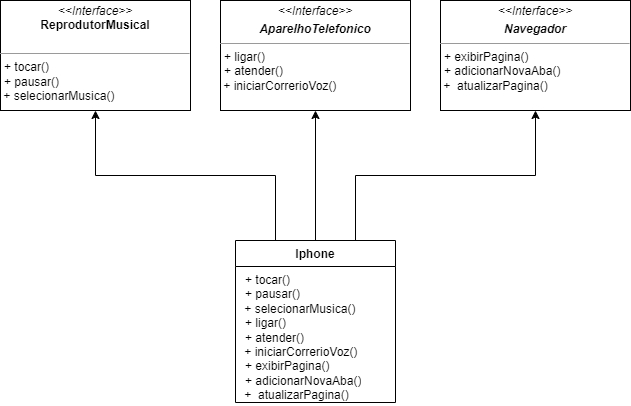 <<Interface>>
ReprodutorMusical
+ tocar()
+ pausar()
+ selecionarMusica()
<<Interface>>
AparelhoTelefonico
+ ligar()
+ atender()
+ iniciarCorrerioVoz()
<<Interface>>
Navegador
+ exibirPagina()
+ adicionarNovaAba()
+ atualizarPagina()
Iphone
+ tocar()
+ pausar()
+ selecionarMusica()
+ ligar()
+ atender()
+ iniciarCorrerioVoz()
+ exibirPagina()
+ adicionarNovaAba()
+ atualizarPagina()